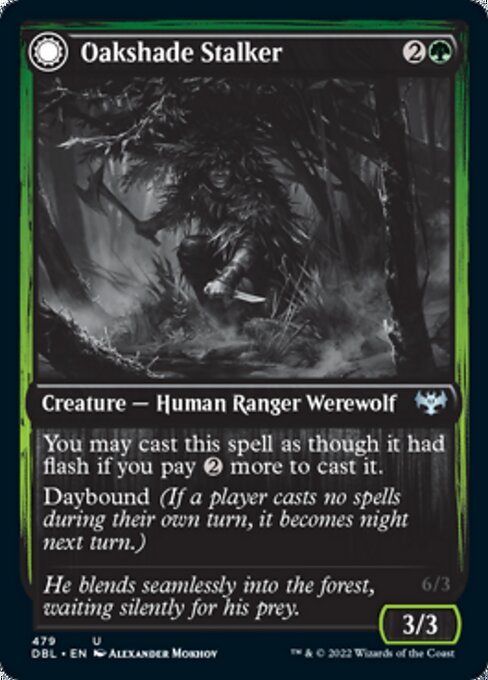 Oakshade Stalker 2
Creature — Human Ranger Werewolf
You may cast this spell as though it had
flash if you pay 2 more to cast it.
Daybound (If a player casts no spells
during their own turn, it becomes night
next turn.)
He blends seamlessly into the forest,
waiting silently for his prey.
6/3
3/3
479 U
DBL • EN Alexander Mokhov
™ & © 2022 Wizards of the Coast